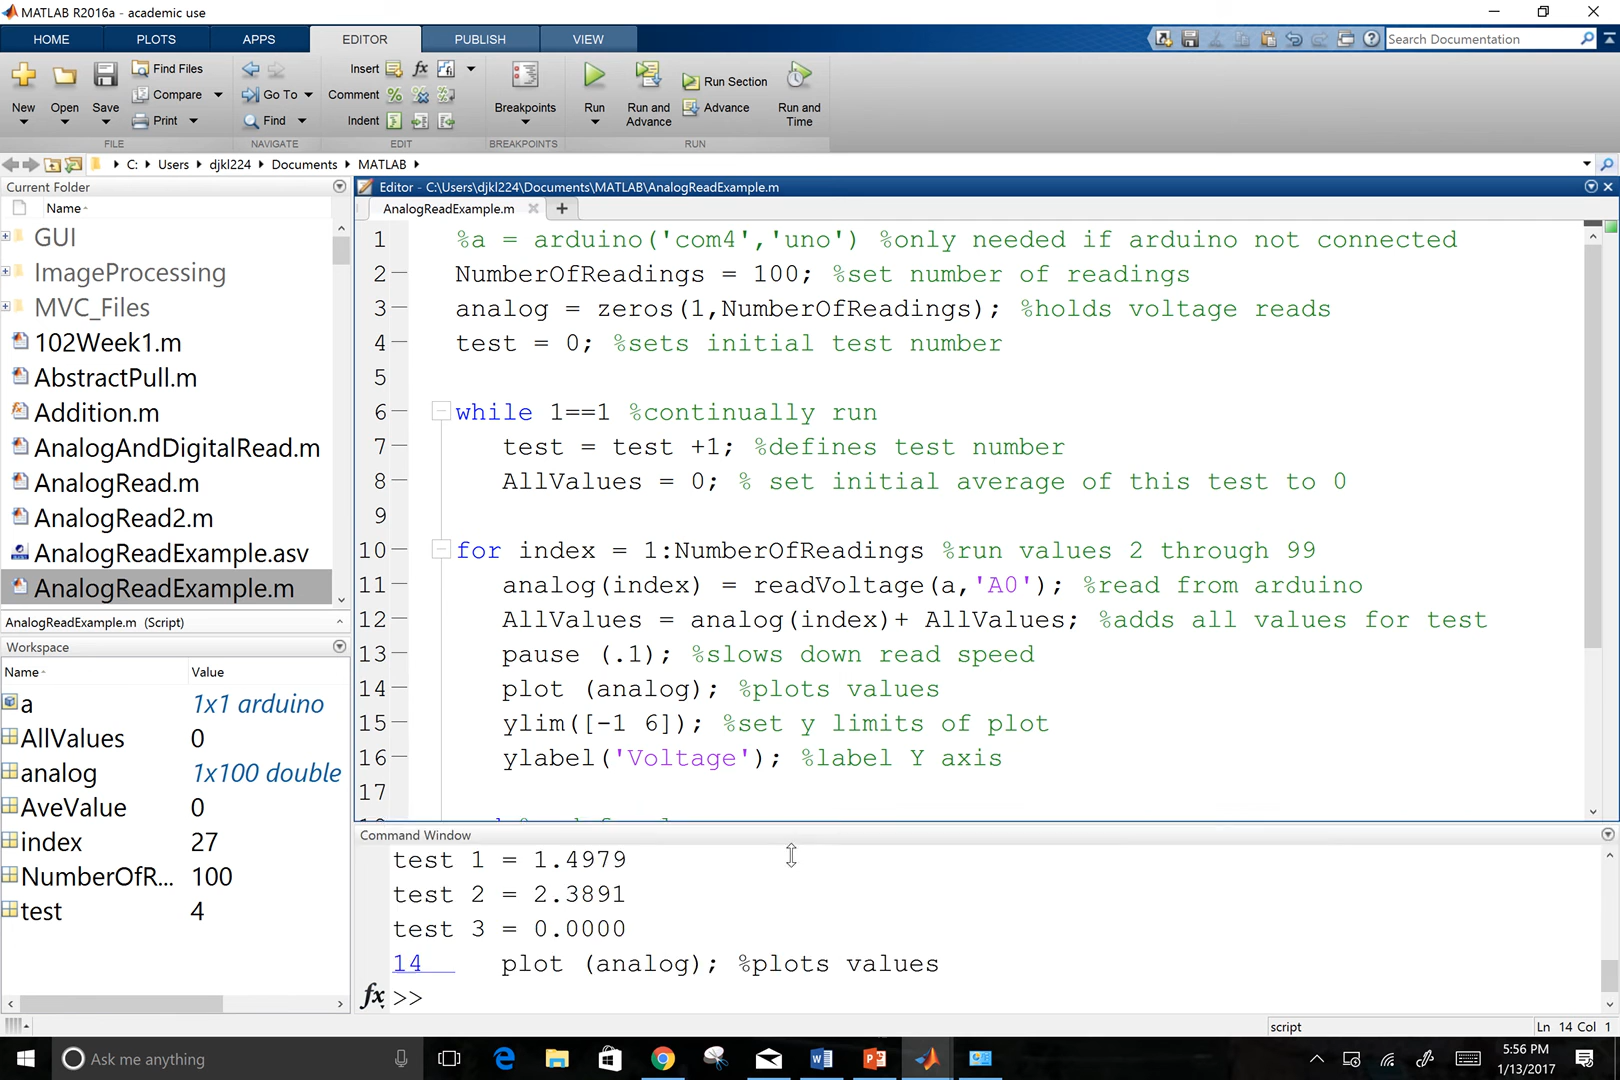 MATLAB R2016a - academic use
HOME PLOTS APPS EDITOR PUBLISH VIEW
Search Documentation
New Open Save Find Files Compare Print
FILE
Go To Find
NAVIGATE
Insert fx
Comment
Indent
EDIT
Breakpoints
BREAKPOINTS
Run Run and Advance Run Section Advance Run and Time
RUN
C: Users djkl224 Documents MATLAB
Current Folder
Name
GUI
ImageProcessing
MVC_Files
102Week1.m
AbstractPull.m
Addition.m
AnalogAndDigitalRead.m
AnalogRead.m
AnalogRead2.m
AnalogReadExample.asv
AnalogReadExample.m
AnalogReadExample.m (Script)
Workspace
Name Value
a 1x1 arduino
AllValues 0
analog 1x100 double
AveValue 0
index 27
NumberOfR... 100
test 4
Editor - C:\Users\djkl224\Documents\MATLAB\AnalogReadExample.m
AnalogReadExample.m
1 %a = arduino('com4','uno') %only needed if arduino not connected
2 NumberOfReadings = 100; %set number of readings
3 analog = zeros(1,NumberOfReadings); %holds voltage reads
4 test = 0; %sets initial test number
5
6 while 1==1 %continually run
7 test = test +1; %defines test number
8 AllValues = 0; % set initial average of this test to 0
9
10 for index = 1:NumberOfReadings %run values 2 through 99
11 analog(index) = readVoltage(a,'A0'); %read from arduino
12 AllValues = analog(index)+ AllValues; %adds all values for test
13 pause (.1); %slows down read speed
14 plot (analog); %plots values
15 ylim([-1 6]); %set y limits of plot
16 ylabel('Voltage'); %label Y axis
17
Command Window
test 1 = 1.4979
test 2 = 2.3891
test 3 = 0.0000
14 plot (analog); %plots values
fx >>
script Ln 14 Col 1
Ask me anything
5:56 PM
1/13/2017